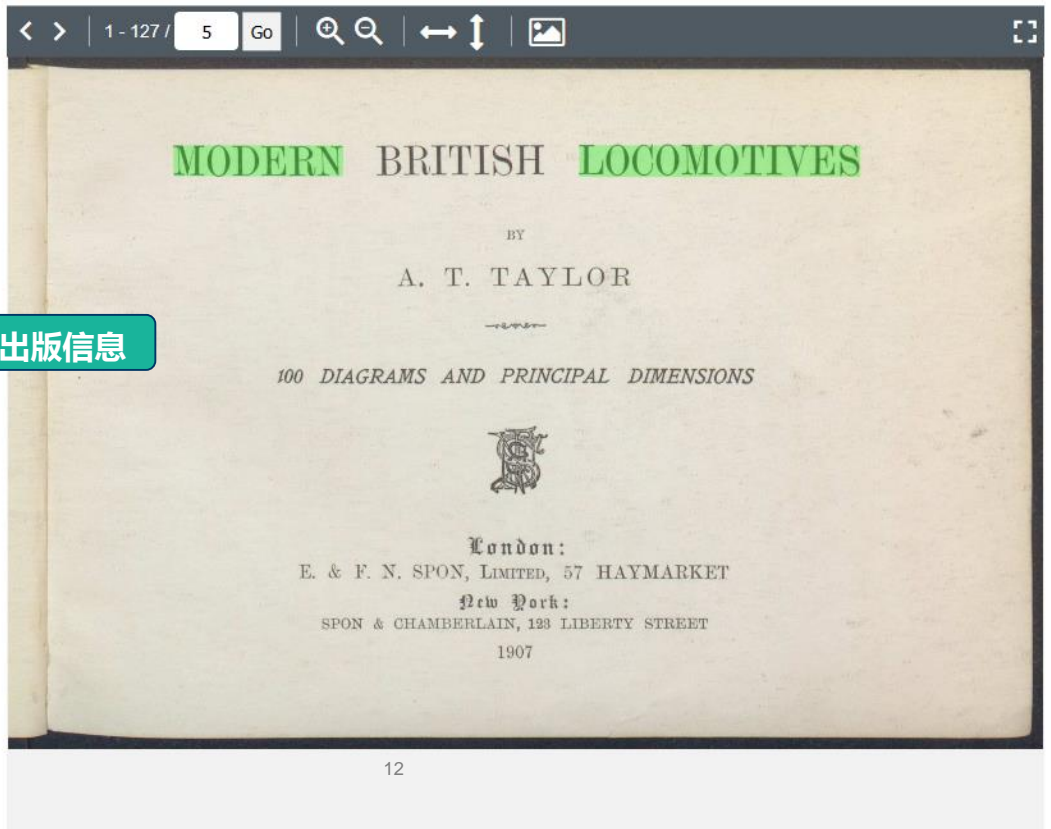 1 - 127 / 5 Go
MODERN BRITISH LOCOMOTIVES
BY
A. T. TAYLOR
出版信息
100 DIAGRAMS AND PRINCIPAL DIMENSIONS
London:
E. & F. N. SPON, LIMITED, 57 HAYMARKET
New York:
SPON & CHAMBERLAIN, 123 LIBERTY STREET
1907
12